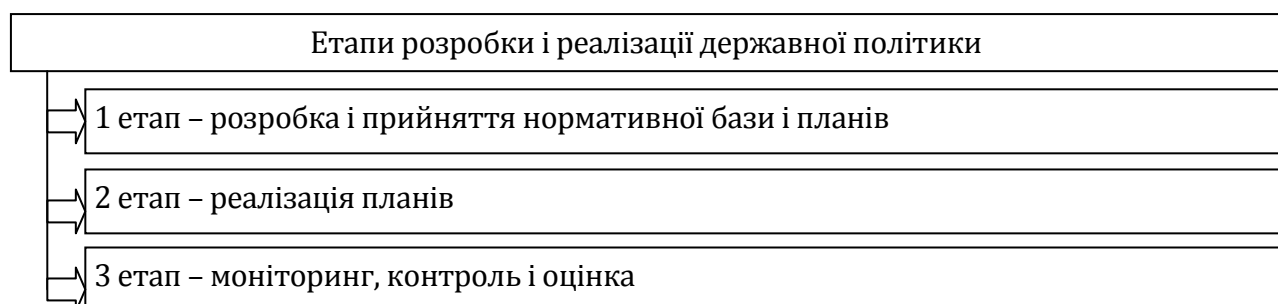 Етапи розробки і реалізації державної політики
1 етап – розробка і прийняття нормативної бази і планів
2 етап – реалізація планів
3 етап – моніторинг, контроль і оцінка